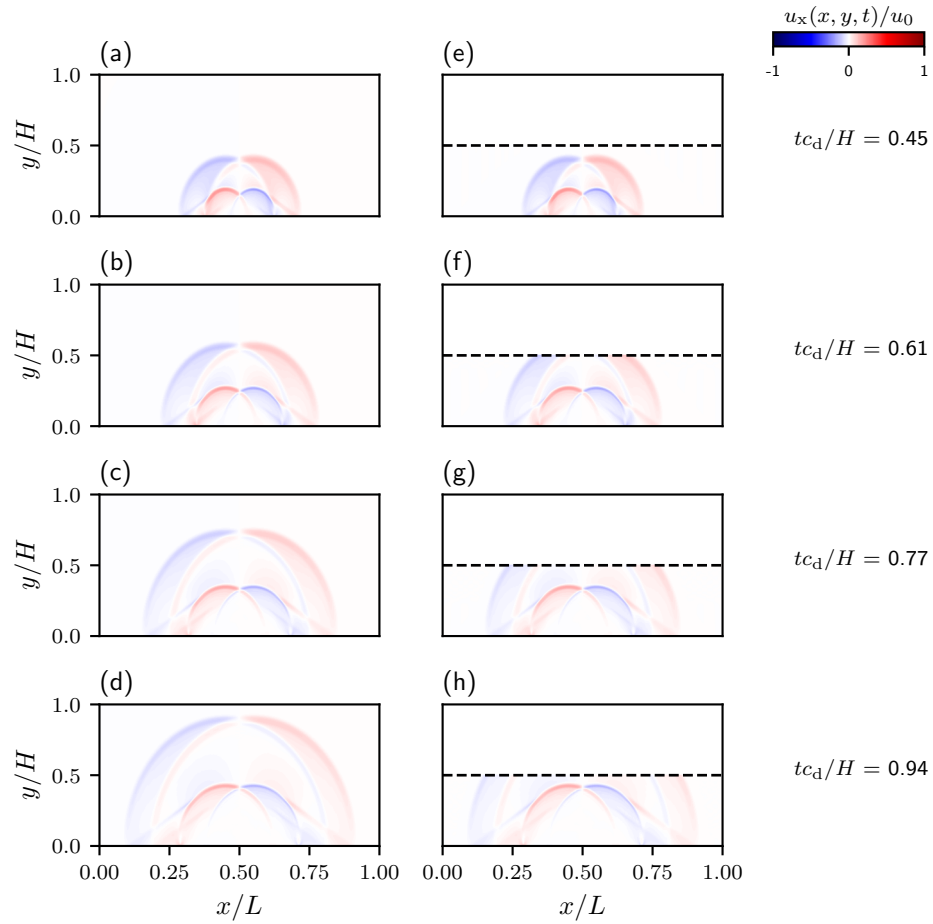 u_x(x, y, t)/u_0
-1 0 1
(a) (e)
1.0
0.5
0.0
y/H
tc_d/H = 0.45
(b) (f)
1.0
0.5
0.0
y/H
tc_d/H = 0.61
(c) (g)
1.0
0.5
0.0
y/H
tc_d/H = 0.77
(d) (h)
1.0
0.5
0.0
y/H
tc_d/H = 0.94
0.00 0.25 0.50 0.75 1.00 0.00 0.25 0.50 0.75 1.00
x/L x/L